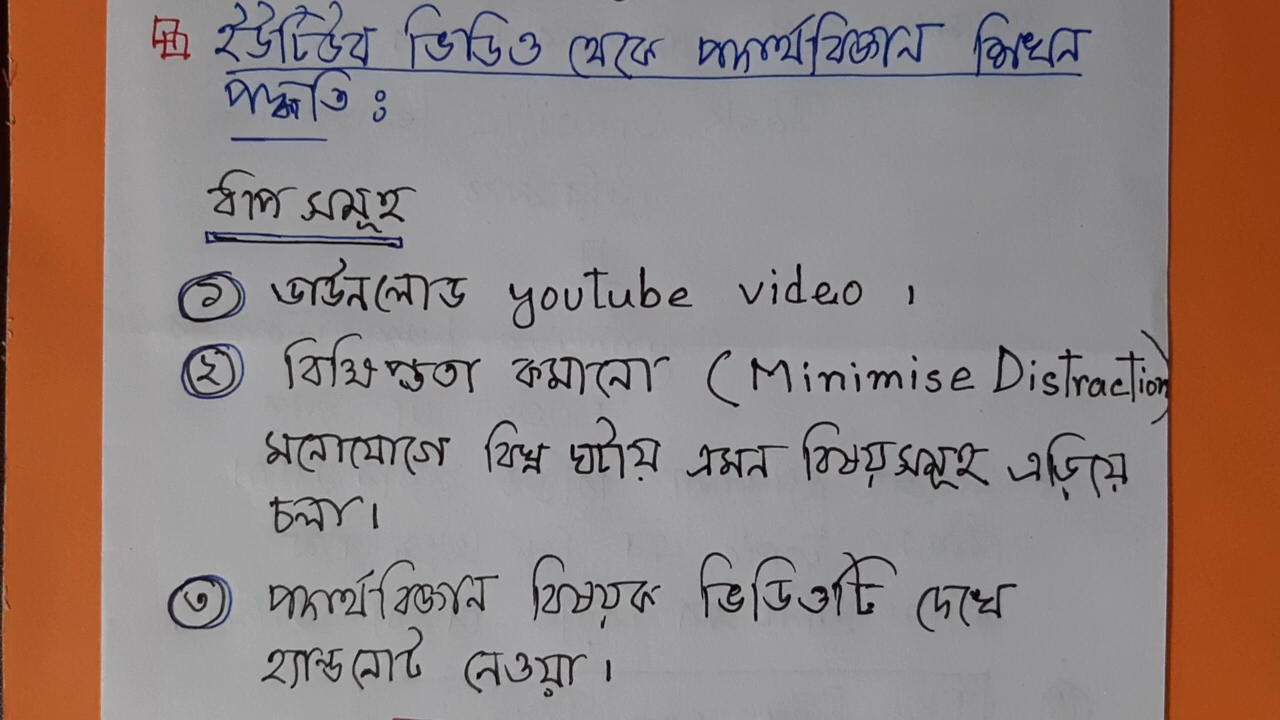 ইউটিউব ভিডিও থেকে পদার্থবিজ্ঞান শিখন
পদ্ধতি :
ধাপ সমূহ
১ ডাউনলোড youtube video ।
২ বিক্ষিপ্ততা কমানো (Minimise Distraction)
মনোযোগে বিঘ্ন ঘটায় এমন বিষয়সমূহ এড়িয়ে
চলা।
৩ পদার্থবিজ্ঞান বিষয়ক ভিডিওটি দেখে
হ্যান্ডনোট নেওয়া।